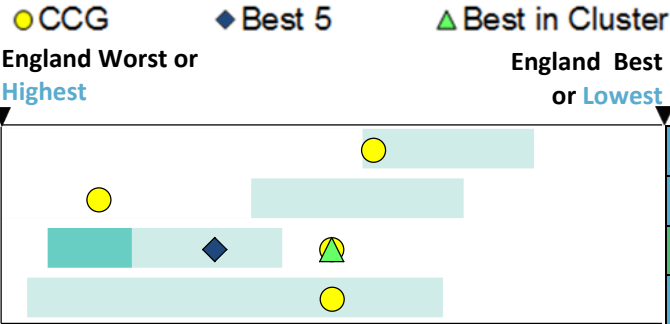 CCG Best 5 Best in Cluster
England Worst or England Best
Highest or Lowest